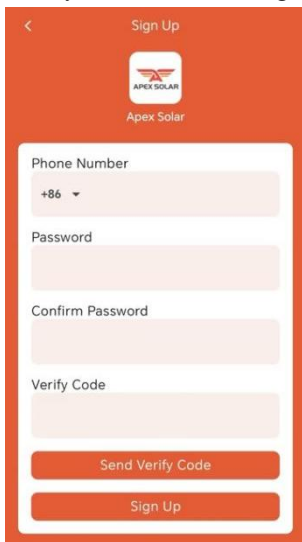 Sign Up
APEX SOLAR
Apex Solar
Phone Number
+86
Password
Confirm Password
Verify Code
Send Verify Code
Sign Up